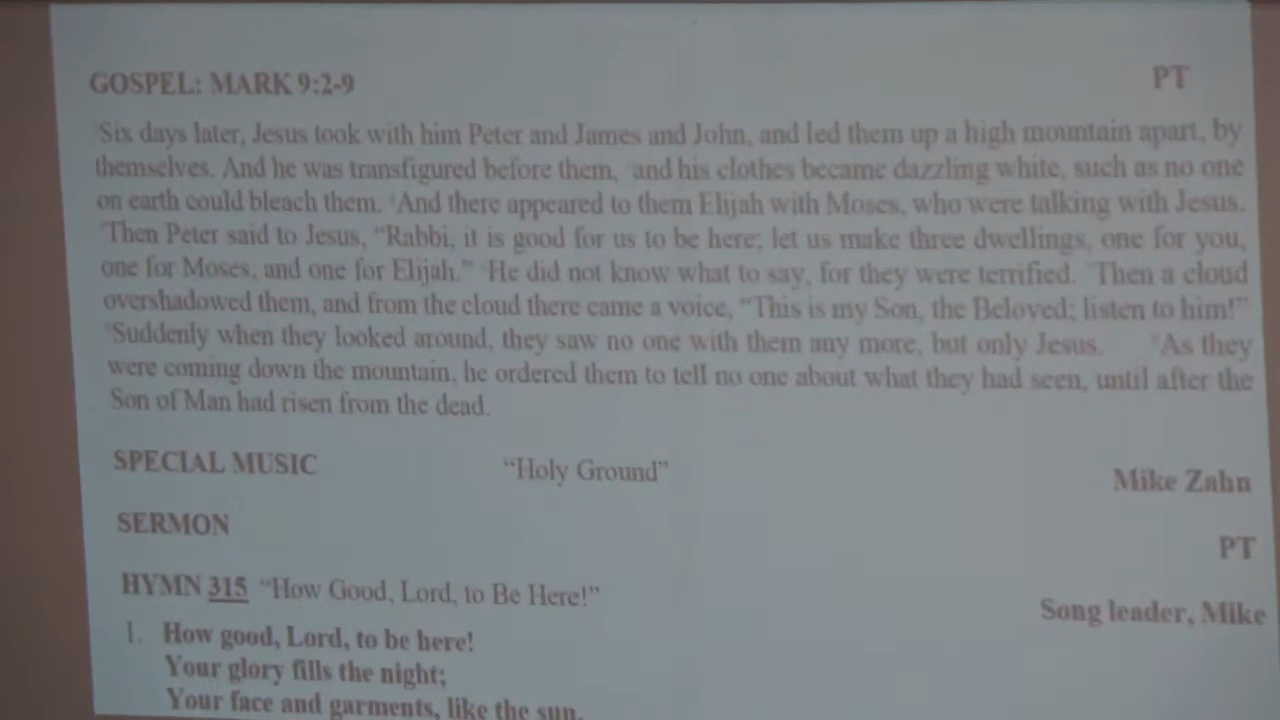 GOSPEL: MARK 9:2-9 PT
Six days later, Jesus took with him Peter and James and John, and led them up a high mountain apart, by
themselves. And he was transfigured before them, and his clothes became dazzling white, such as no one
on earth could bleach them. And there appeared to them Elijah with Moses, who were talking with Jesus.
Then Peter said to Jesus, “Rabbi, it is good for us to be here; let us make three dwellings, one for you,
one for Moses, and one for Elijah.” He did not know what to say, for they were terrified. Then a cloud
overshadowed them, and from the cloud there came a voice, “This is my Son, the Beloved; listen to him!”
Suddenly when they looked around, they saw no one with them any more, but only Jesus. As they
were coming down the mountain, he ordered them to tell no one about what they had seen, until after the
Son of Man had risen from the dead.
SPECIAL MUSIC “Holy Ground” Mike Zahn
SERMON PT
HYMN 315 “How Good, Lord, to Be Here!” Song leader, Mike
1. How good, Lord, to be here!
Your glory fills the night;
Your face and garments, like the sun,